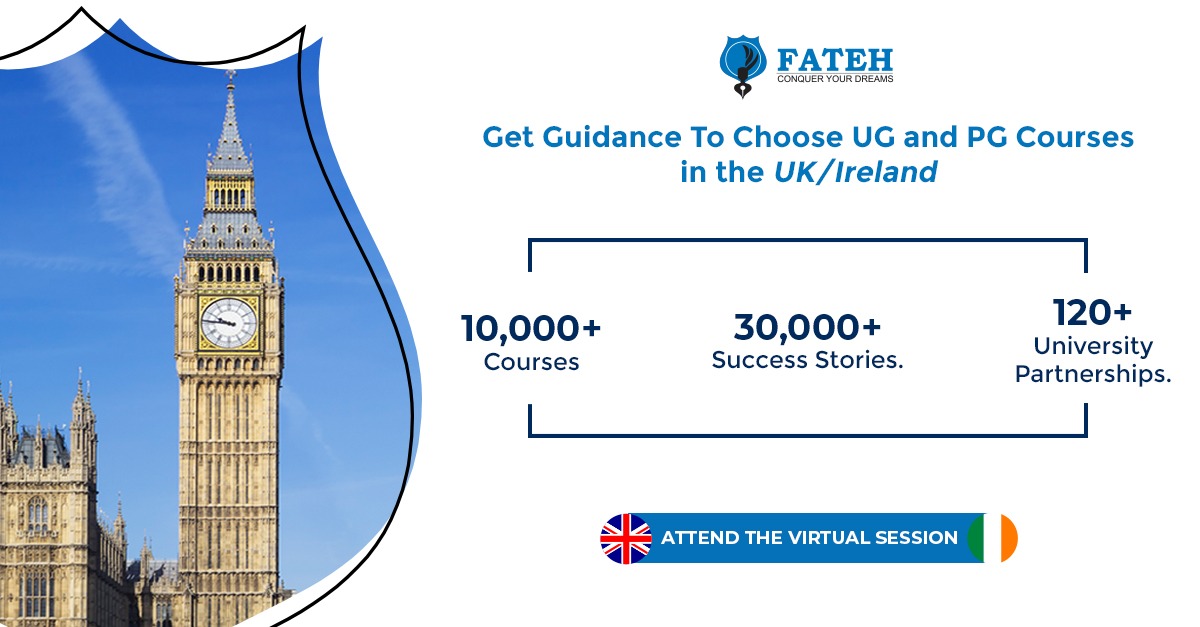 FATEH
CONQUER YOUR DREAMS
Get Guidance To Choose UG and PG Courses
in the UK/Ireland
10,000+
Courses
30,000+
Success Stories.
120+
University
Partnerships.
ATTEND THE VIRTUAL SESSION